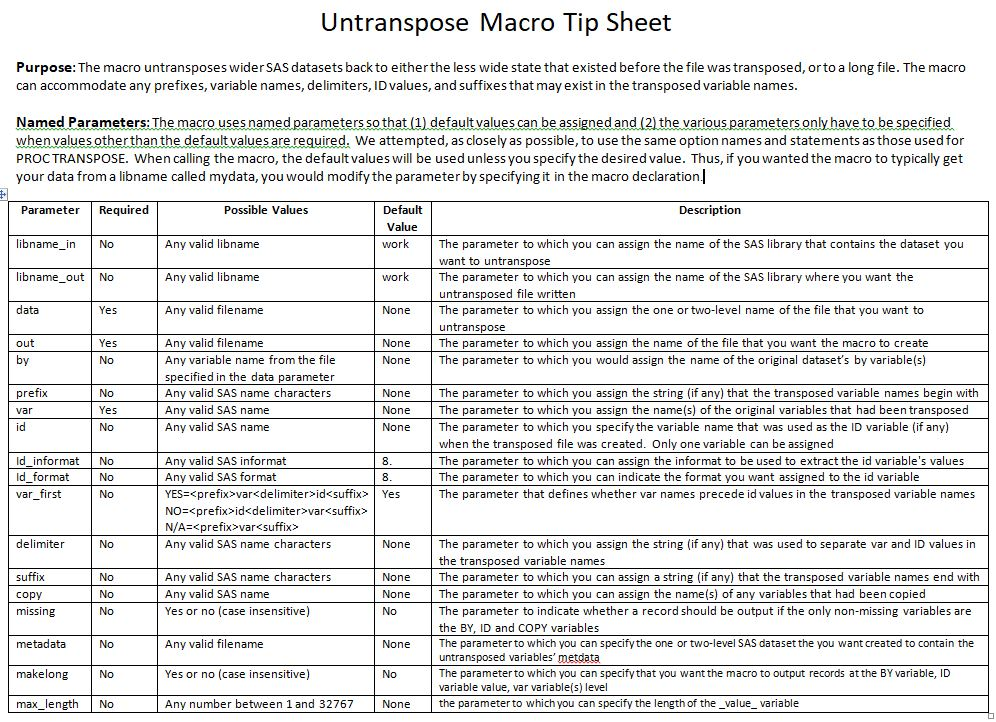 Untranspose Macro Tip Sheet
Purpose: The macro untransposes wider SAS datasets back to either the less wide state that existed before the file was transposed, or to a long file. The macro
can accommodate any prefixes, variable names, delimiters, ID values, and suffixes that may exist in the transposed variable names.
Named Parameters: The macro uses named parameters so that (1) default values can be assigned and (2) the various parameters only have to be specified
when values other than the default values are required. We attempted, as closely as possible, to use the same option names and statements as those used for
PROC TRANSPOSE. When calling the macro, the default values will be used unless you specify the desired value. Thus, if you wanted the macro to typically get
your data from a libname called mydata, you would modify the parameter by specifying it in the macro declaration.
Parameter Required Possible Values Default Description
Value
libname_in No Any valid libname work The parameter to which you can assign the name of the SAS library that contains the dataset you
want to untranspose
libname_out No Any valid libname work The parameter to which you can assign the name of the SAS library where you want the
untransposed file written
data Yes Any valid filename None The parameter to which you assign the one or two-level name of the file that you want to
untranspose
out Yes Any valid filename None The parameter to which you assign the name of the file that you want the macro to create
by No Any variable name from the file None The parameter to which you would assign the name of the original dataset's by variable(s)
specified in the data parameter
prefix No Any valid SAS name characters None The parameter to which you assign the string (if any) that the transposed variable names begin with
var Yes Any valid SAS name None The parameter to which you assign the name(s) of the original variables that had been transposed
id No Any valid SAS name None The parameter to which you specify the variable name that was used as the ID variable (if any)
when the transposed file was created. Only one variable can be assigned
Id_informat No Any valid SAS informat 8. The parameter to which you can assign the informat to be used to extract the id variable's values
Id_format No Any valid SAS format 8. The parameter to which you can indicate the format you want assigned to the id variable
var_first No YES=<prefix>var<delimiter>id<suffix> Yes The parameter that defines whether var names precede id values in the transposed variable names
NO=<prefix>id<delimiter>var<suffix>
N/A=<prefix>var<suffix>
delimiter No Any valid SAS name characters None The parameter to which you assign the string (if any) that was used to separate var and ID values in
the transposed variable names
suffix No Any valid SAS name characters None The parameter to which you can assign a string (if any) that the transposed variable names end with
copy No Any valid SAS name None The parameter to which you can assign the name(s) of any variables that had been copied
missing No Yes or no (case insensitive) No The parameter to indicate whether a record should be output if the only non-missing variables are
the BY, ID and COPY variables
metadata No Any valid filename None The parameter to which you can specify the one or two-level SAS dataset the you want created to contain the
untransposed variables' metdata
makelong No Yes or no (case insensitive) No The parameter to which you can specify that you want the macro to output records at the BY variable, ID
variable value, var variable(s) level
max_length No Any number between 1 and 32767 None the parameter to which you can specify the length of the _value_ variable